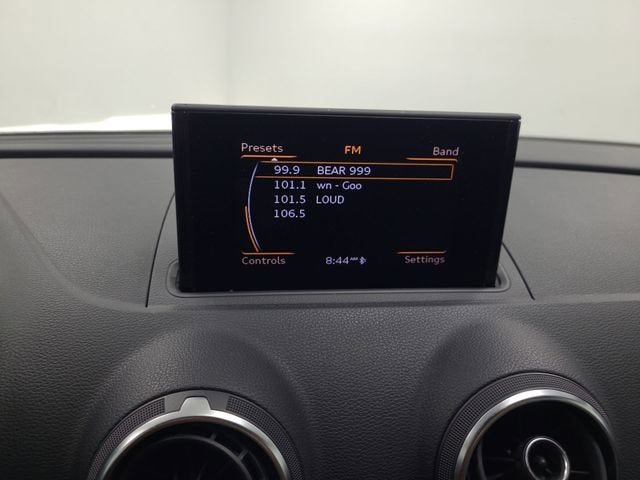 Presets FM Band
99.9 BEAR 999
101.1 wn - Goo
101.5 LOUD
106.5
Controls 8:44 AM Settings